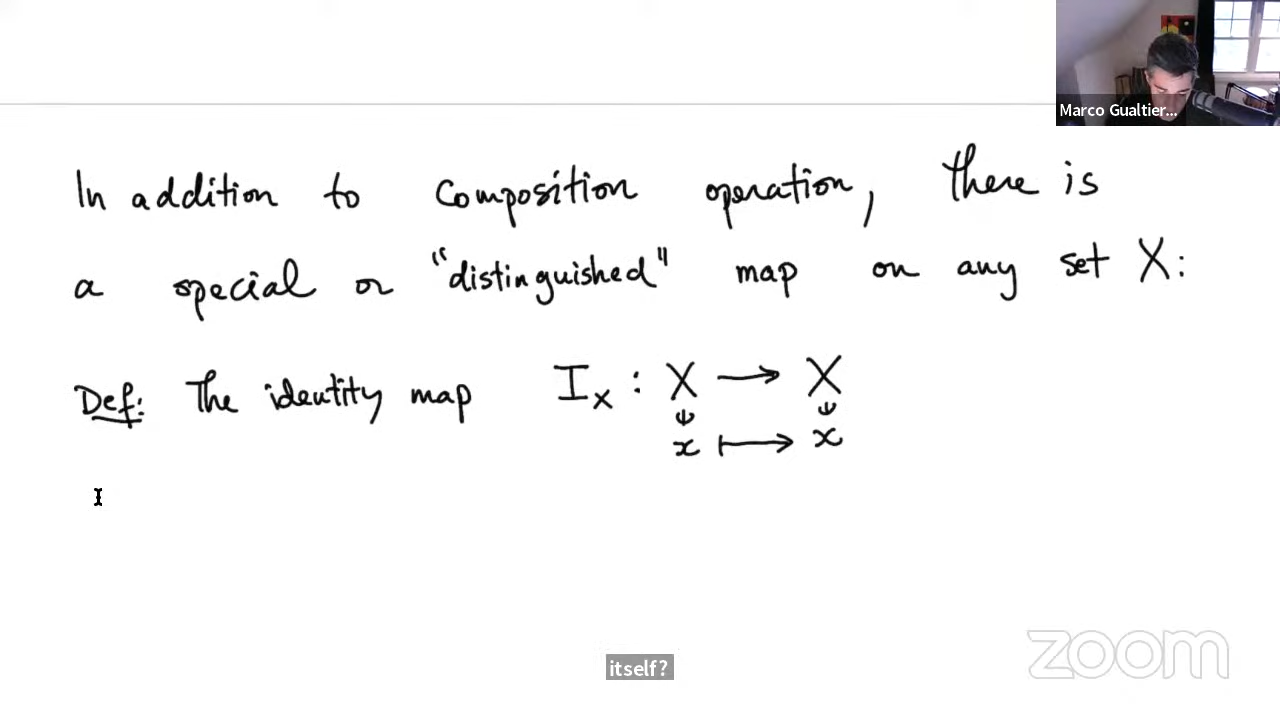 Marco Gualtier...
In addition to composition operation, there is
a special or "distinguished" map on any set X:
Def: The identity map I_X : X ⟶ X
ψ ψ
x ⟼ x
itself?
zoom